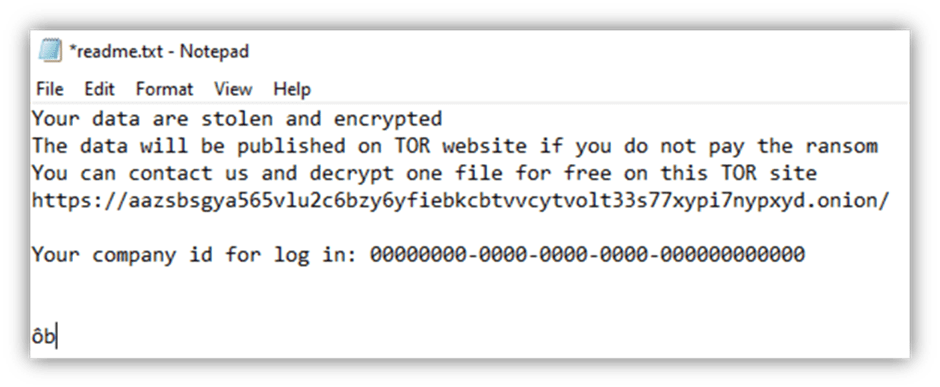 *readme.txt - Notepad
File Edit Format View Help
Your data are stolen and encrypted
The data will be published on TOR website if you do not pay the ransom
You can contact us and decrypt one file for free on this TOR site
https://aazsbsgya565vlu2c6bzy6yfiebkcbtvvcytvolt33s77xypi7nypxyd.onion/
Your company id for log in: 00000000-0000-0000-0000-000000000000
ôb